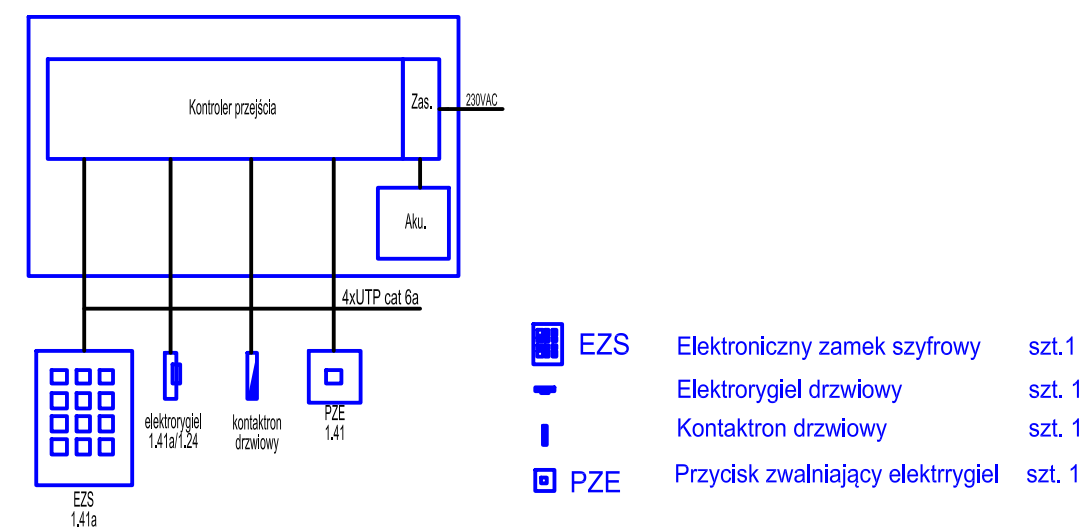 Kontroler przejścia
Zas.
230VAC
Aku.
4xUTP cat 6a
elektrorygiel
1.41a/1.24
kontaktron
drzwiowy
PZE
1.41
EZS
1.41a
EZS Elektroniczny zamek szyfrowy szt.1
Elektrorygiel drzwiowy szt. 1
Kontaktron drzwiowy szt. 1
PZE Przycisk zwalniający elektrrygiel szt. 1